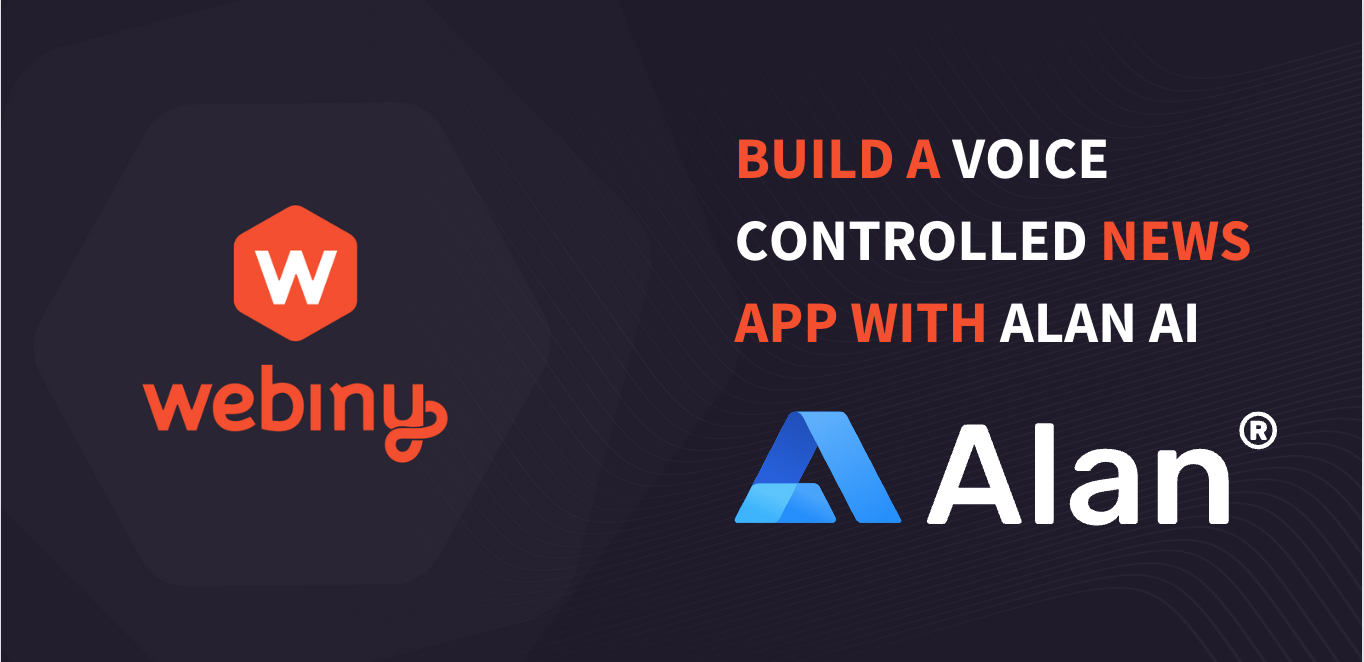 W
webiny
BUILD A VOICE
CONTROLLED NEWS
APP WITH ALAN AI
Alan®